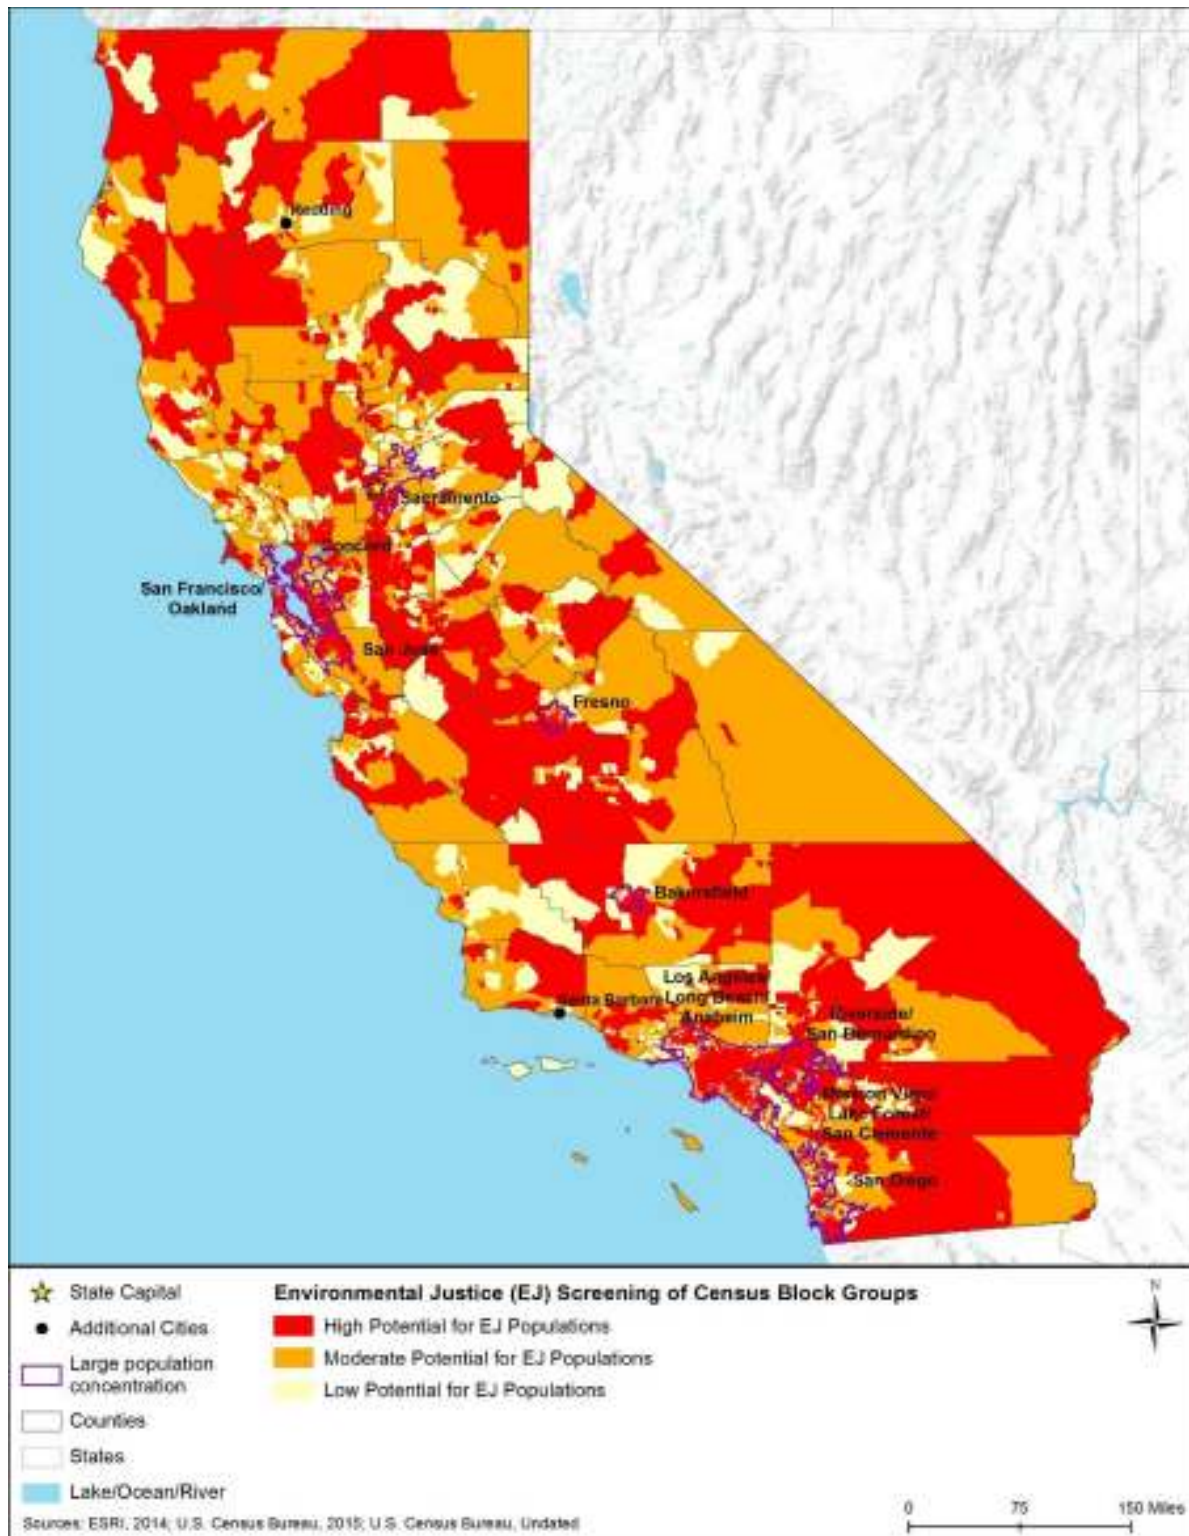 Redding
Sacramento
Concord
San Francisco/
Oakland
San Jose
Fresno
Bakersfield
Los Angeles/
Long Beach/
Anaheim
Santa Barbara
Riverside/
San Bernardino
Mission Viejo/
Lake Forest/
San Clemente
San Diego
State Capital
Additional Cities
Large population
concentration
Counties
States
Lake/Ocean/River
Environmental Justice (EJ) Screening of Census Block Groups
High Potential for EJ Populations
Moderate Potential for EJ Populations
Low Potential for EJ Populations
N
0 75 150 Miles
Sources: ESRI, 2014; U.S. Census Bureau, 2015; U.S. Census Bureau, Undated